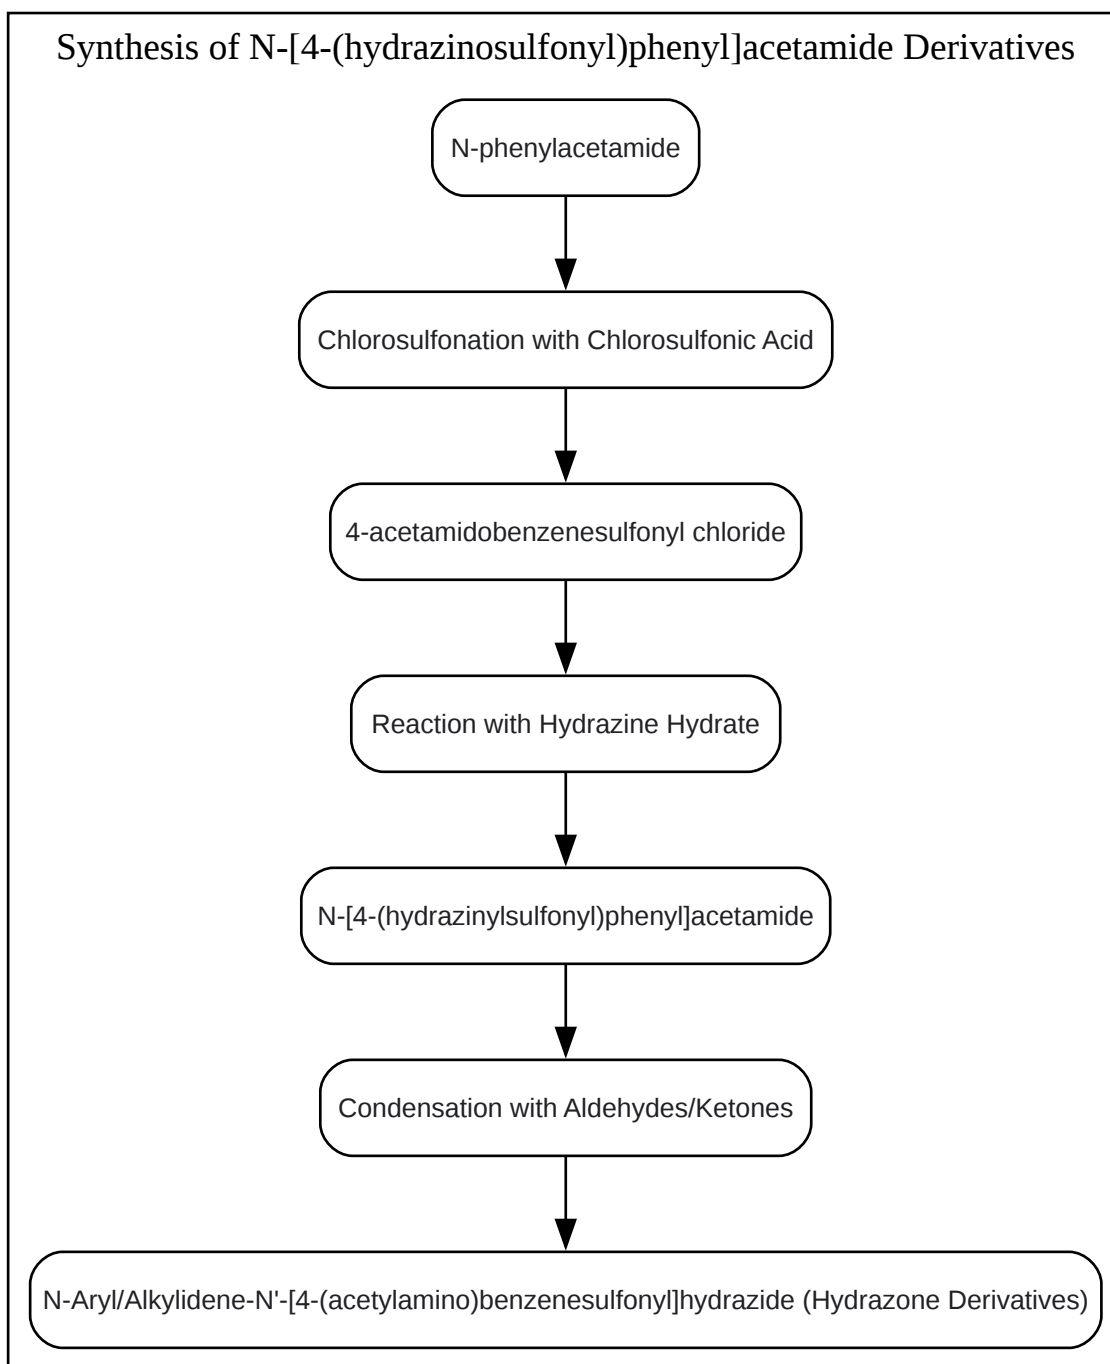 Synthesis of N-[4-(hydrazinosulfonyl)phenyl]acetamide Derivatives
N-phenylacetamide
Chlorosulfonation with Chlorosulfonic Acid
4-acetamidobenzenesulfonyl chloride
Reaction with Hydrazine Hydrate
N-[4-(hydrazinylsulfonyl)phenyl]acetamide
Condensation with Aldehydes/Ketones
N-Aryl/Alkylidene-N'-[4-(acetylamino)benzenesulfonyl]hydrazide (Hydrazone Derivatives)